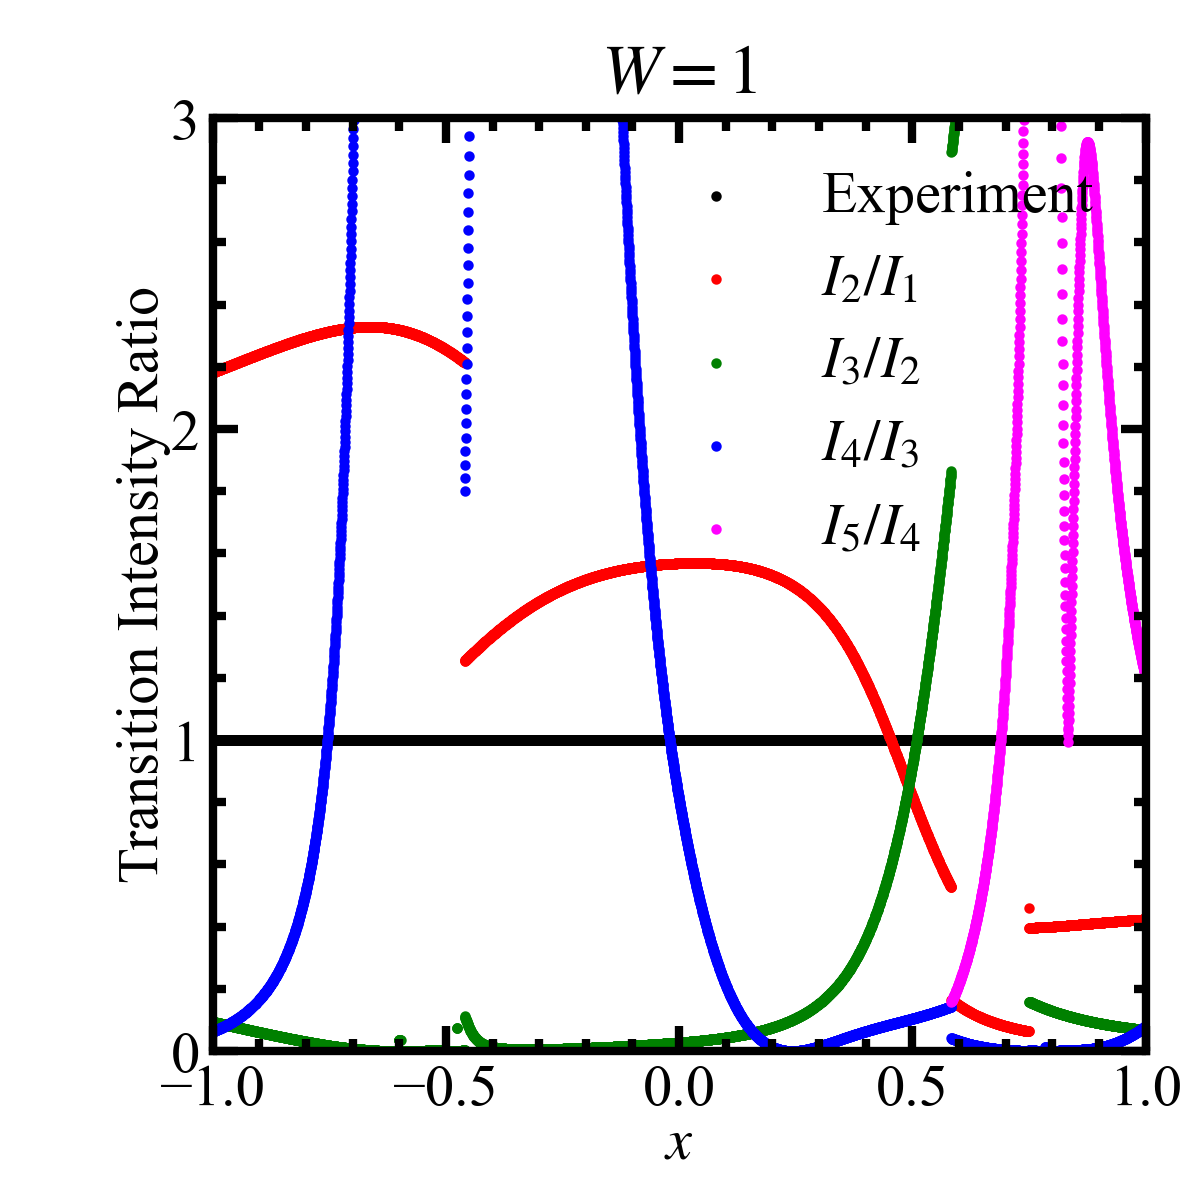 W = 1
Transition Intensity Ratio
3
2
1
0
Experiment
I₂/I₁
I₃/I₂
I₄/I₃
I₅/I₄
−1.0 −0.5 0.0 0.5 1.0
x